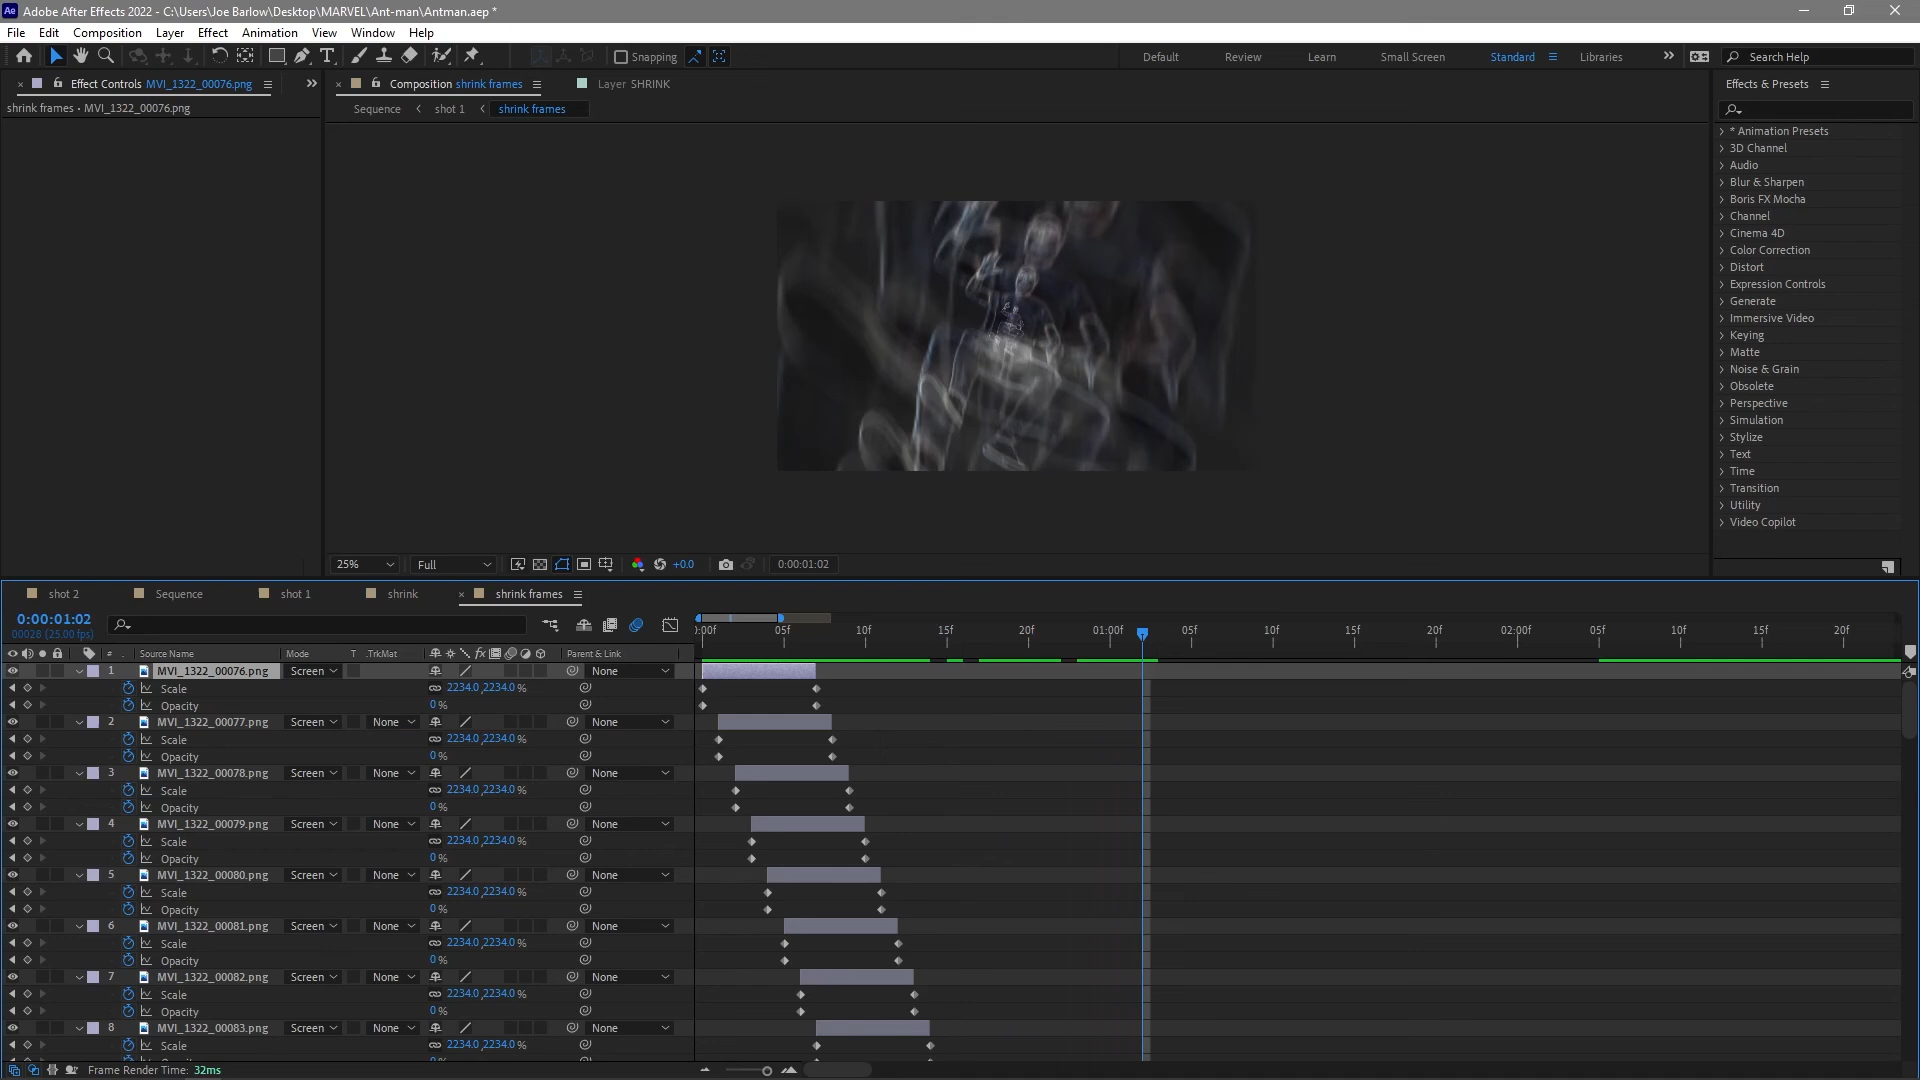 Ae Adobe After Effects 2022 - C:\Users\Joe Barlow\Desktop\MARVEL\Ant-man\Antman.aep *
File Edit Composition Layer Effect Animation View Window Help
Snapping Default Review Learn Small Screen Standard Libraries Search Help
Effect Controls MVI_1322_00076.png
shrink frames • MVI_1322_00076.png
Composition shrink frames Layer SHRINK
Sequence shot 1 shrink frames
Effects & Presets
* Animation Presets
3D Channel
Audio
Blur & Sharpen
Boris FX Mocha
Channel
Cinema 4D
Color Correction
Distort
Expression Controls
Generate
Immersive Video
Keying
Matte
Noise & Grain
Obsolete
Perspective
Simulation
Stylize
Text
Time
Transition
Utility
Video Copilot
25% Full +0.0 0:00:01:02
shot 2 Sequence shot 1 shrink shrink frames
0:00:01:02
00028 (25.00 fps)
):00f 05f 10f 15f 20f 01:00f 05f 10f 15f 20f 02:00f 05f 10f 15f 20f
# Source Name Mode T .TrkMat Parent & Link
1 MVI_1322_00076.png Screen None
Scale 2234.0,2234.0 %
Opacity 0 %
2 MVI_1322_00077.png Screen None None
Scale 2234.0,2234.0 %
Opacity 0 %
3 MVI_1322_00078.png Screen None None
Scale 2234.0,2234.0 %
Opacity 0 %
4 MVI_1322_00079.png Screen None None
Scale 2234.0,2234.0 %
Opacity 0 %
5 MVI_1322_00080.png Screen None None
Scale 2234.0,2234.0 %
Opacity 0 %
6 MVI_1322_00081.png Screen None None
Scale 2234.0,2234.0 %
Opacity 0 %
7 MVI_1322_00082.png Screen None None
Scale 2234.0,2234.0 %
Opacity 0 %
8 MVI_1322_00083.png Screen None None
Scale 2234.0,2234.0 %
Frame Render Time: 32ms